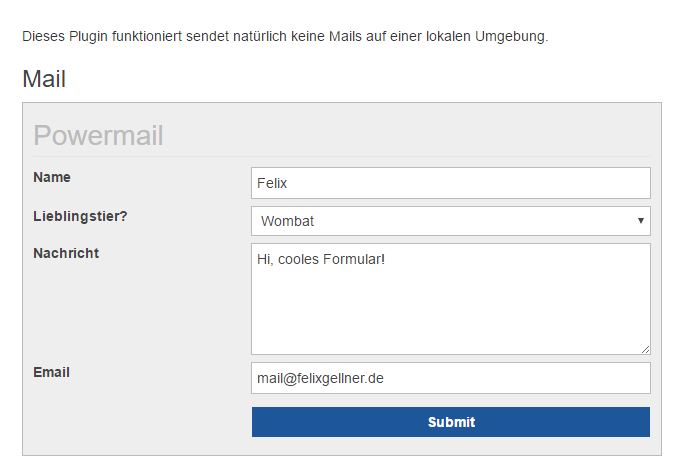 Dieses Plugin funktioniert sendet natürlich keine Mails auf einer lokalen Umgebung.
Mail
Powermail
Name
Felix
Lieblingstier?
Wombat
Nachricht
Hi, cooles Formular!
Email
mail@felixgellner.de
Submit